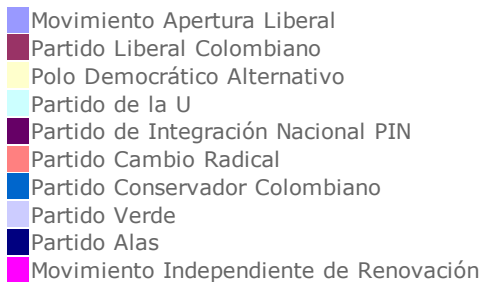 Movimiento Apertura Liberal
Partido Liberal Colombiano
Polo Democrático Alternativo
Partido de la U
Partido de Integración Nacional PIN
Partido Cambio Radical
Partido Conservador Colombiano
Partido Verde
Partido Alas
Movimiento Independiente de Renovación